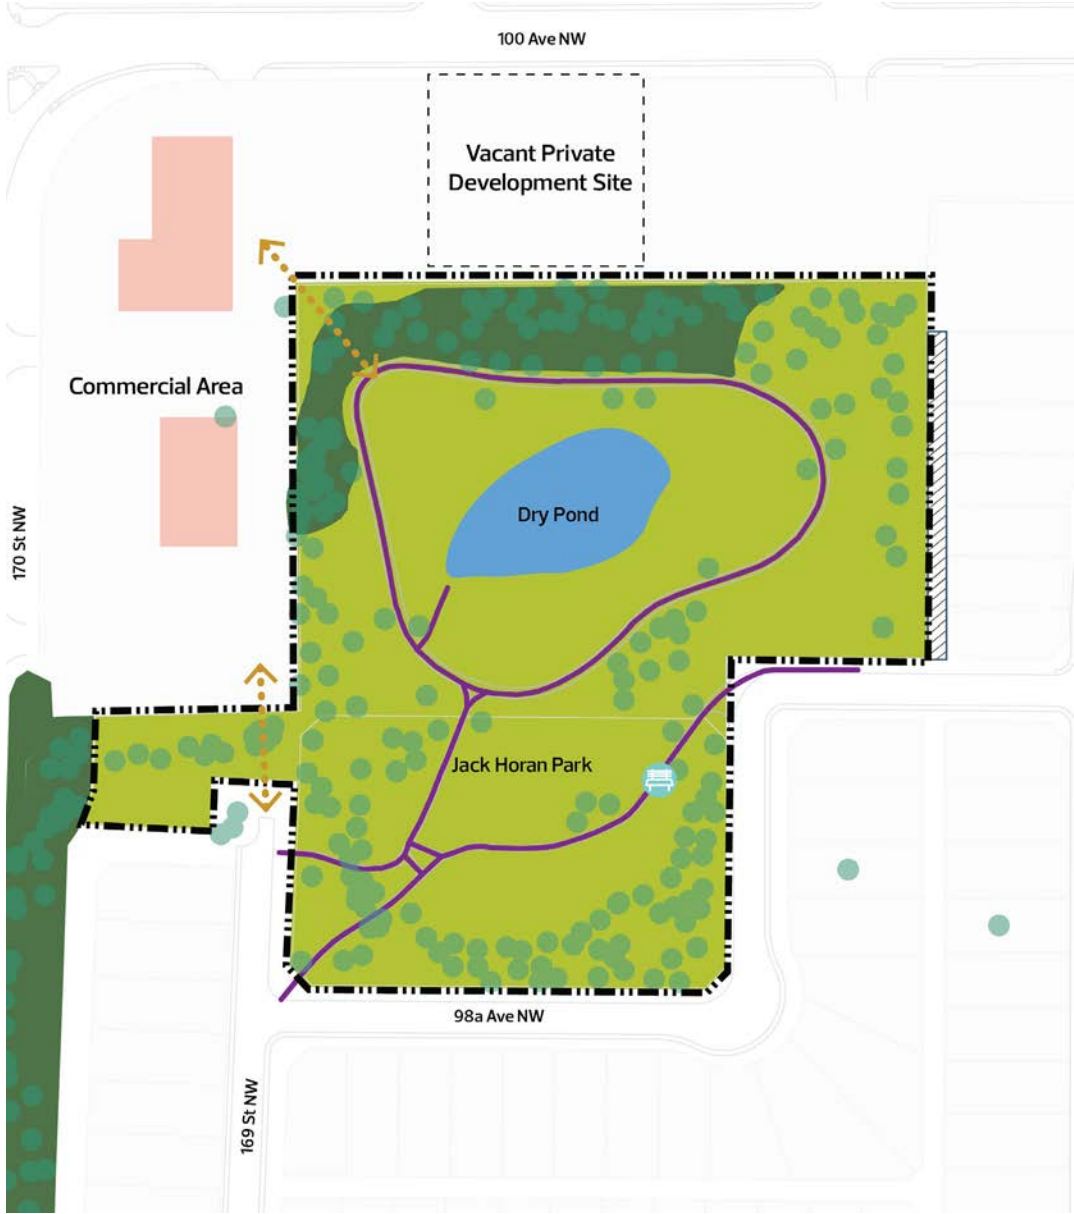 100 Ave NW
Vacant Private
Development Site
Commercial Area
170 St NW
Dry Pond
Jack Horan Park
98a Ave NW
169 St NW